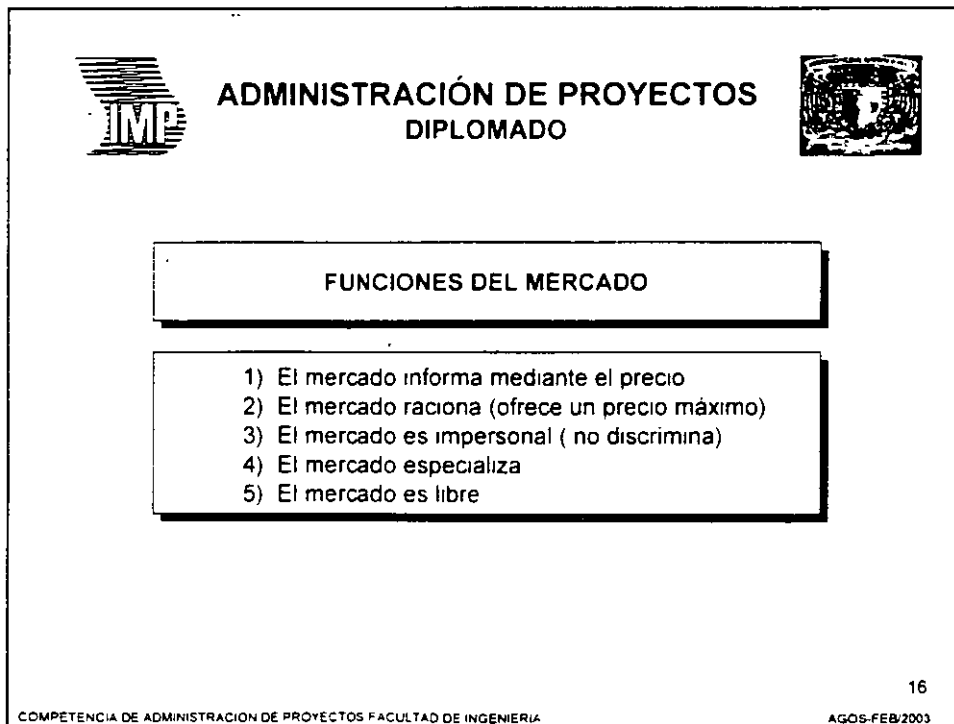 IMP
ADMINISTRACIÓN DE PROYECTOS
DIPLOMADO
FUNCIONES DEL MERCADO
1) El mercado informa mediante el precio
2) El mercado raciona (ofrece un precio máximo)
3) El mercado es impersonal ( no discrimina)
4) El mercado especializa
5) El mercado es libre
16
COMPETENCIA DE ADMINISTRACION DE PROYECTOS FACULTAD DE INGENIERIA
AGOS-FEB/2003